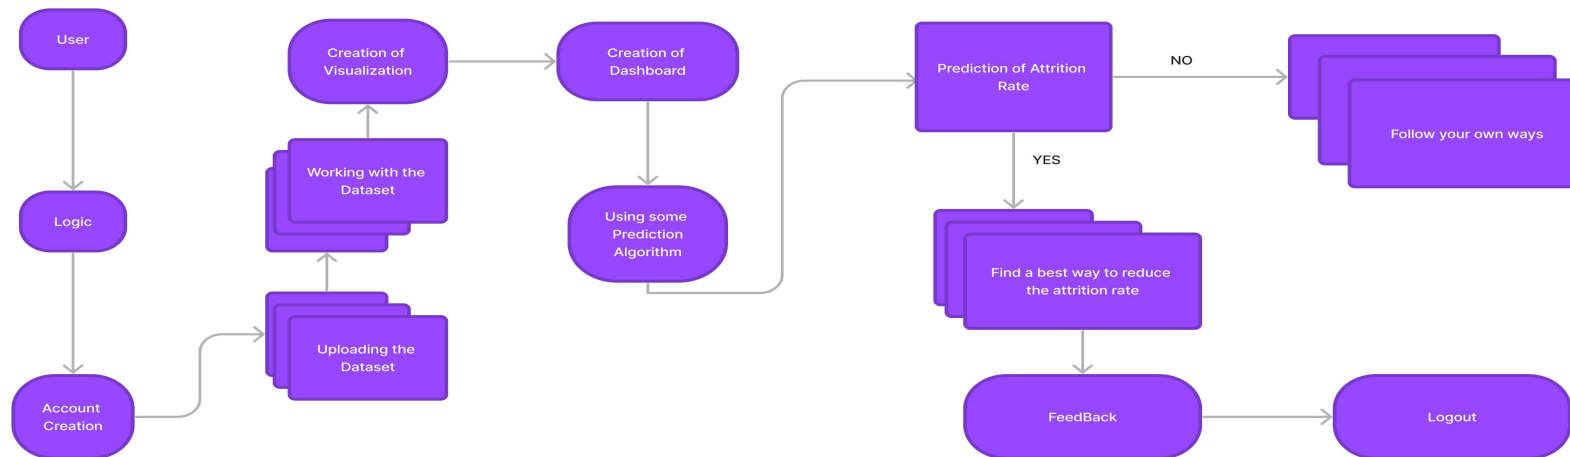 User
Logic
Account
Creation
Uploading the
Dataset
Working with the
Dataset
Creation of
Visualization
Creation of
Dashboard
Using some
Prediction
Algorithm
Prediction of Attrition
Rate
NO
Follow your own ways
YES
Find a best way to reduce
the attrition rate
FeedBack
Logout